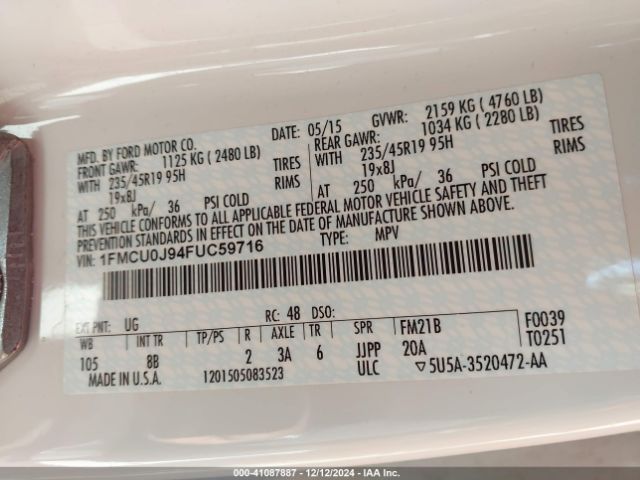 MFD. BY FORD MOTOR CO.
DATE: 05/15 GVWR: 2159 KG ( 4760 LB)
FRONT GAWR: 1125 KG ( 2480 LB)
REAR GAWR: 1034 KG ( 2280 LB)
WITH 235/45R19 95H TIRES
WITH 235/45R19 95H TIRES
19x8J RIMS
19x8J RIMS
AT 250 kPa/ 36 PSI COLD
AT 250 kPa/ 36 PSI COLD
THIS VEHICLE CONFORMS TO ALL APPLICABLE FEDERAL MOTOR VEHICLE SAFETY AND THEFT
PREVENTION STANDARDS IN EFFECT ON THE DATE OF MANUFACTURE SHOWN ABOVE.
VIN: 1FMCU0J94FUC59716 TYPE: MPV
EXT PNT: UG RC: 48 DSO:
WB INT TR TP/PS R AXLE TR SPR FM21B F0039
105 8B 2 3A 6 JJPP 20A T0251
MADE IN U.S.A. 1201505083523 ULC ▽5U5A-3520472-AA
000-41087887 • 12/12/2024 • IAA Inc.